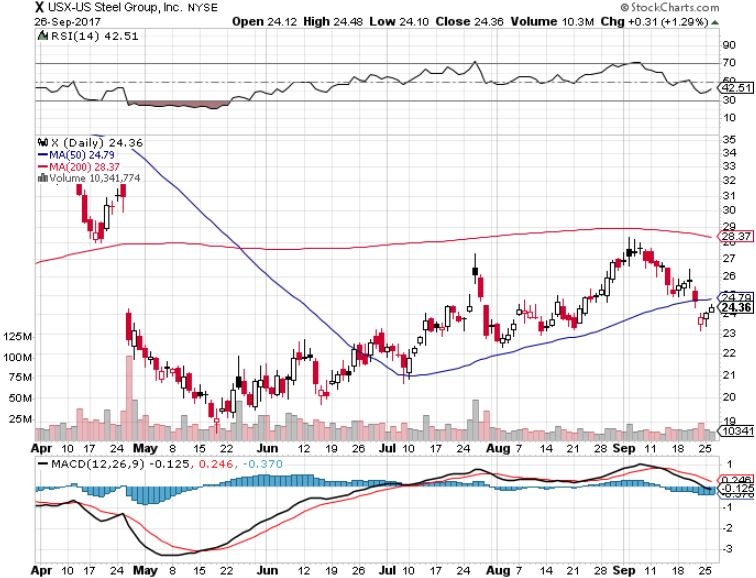 X USX-US Steel Group, Inc. NYSE © StockCharts.com
26-Sep-2017 Open 24.12 High 24.48 Low 24.10 Close 24.36 Volume 10.3M Chg +0.31 (+1.29%)
RSI(14) 42.51
90
70
50
42.51
30
10
X (Daily) 24.36
MA(50) 24.79
MA(200) 28.37
Volume 10,341,774
35
34
33
32
31
30
29
28.37
28
27
26
25
24.79
24.36
24
23
22
21
20
19
10341
125M
100M
75M
50M
25M
Apr 10 17 24 May 8 15 22 Jun 12 19 26 Jul 10 17 24 Aug 7 14 21 28 Sep 11 18 25
MACD(12,26,9) -0.125, 0.246, -0.370
1
0.246
-0.125
-0.370
-1
-2
-3
Apr 10 17 24 May 8 15 22 Jun 12 19 26 Jul 10 17 24 Aug 7 14 21 28 Sep 11 18 25